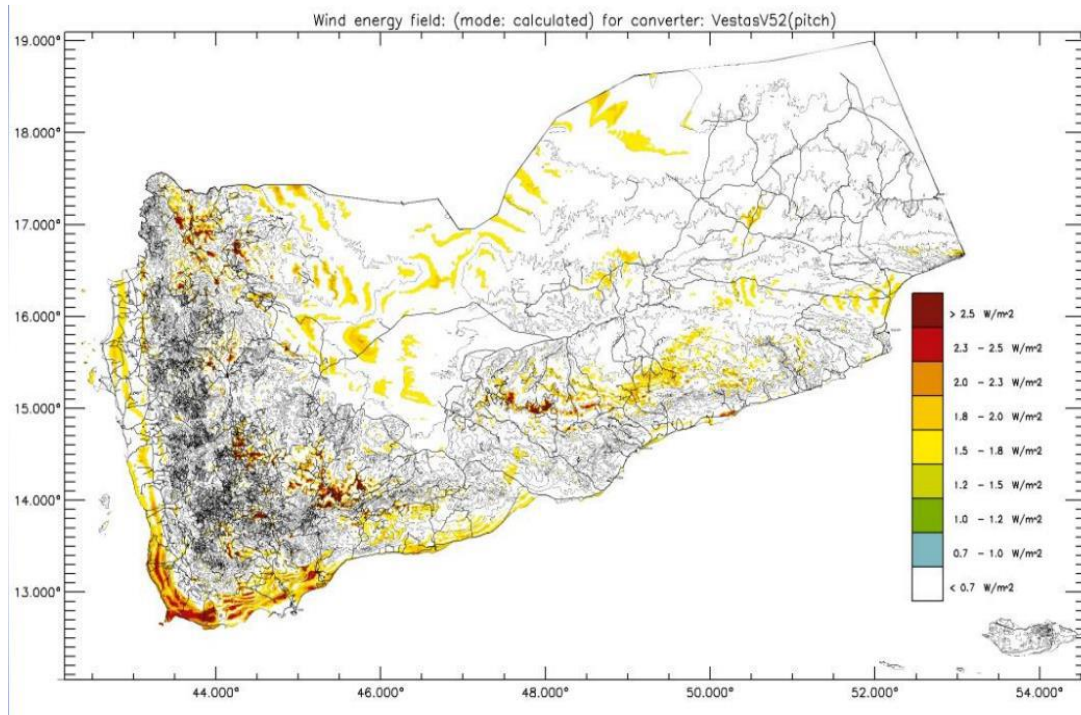 Wind energy field: (mode: calculated) for converter: VestasV52(pitch)
19.000°
18.000°
17.000°
16.000°
15.000°
14.000°
13.000°
> 2.5 W/m^2
2.3 - 2.5 W/m^2
2.0 - 2.3 W/m^2
1.8 - 2.0 W/m^2
1.5 - 1.8 W/m^2
1.2 - 1.5 W/m^2
1.0 - 1.2 W/m^2
0.7 - 1.0 W/m^2
< 0.7 W/m^2
44.000° 46.000° 48.000° 50.000° 52.000° 54.000°